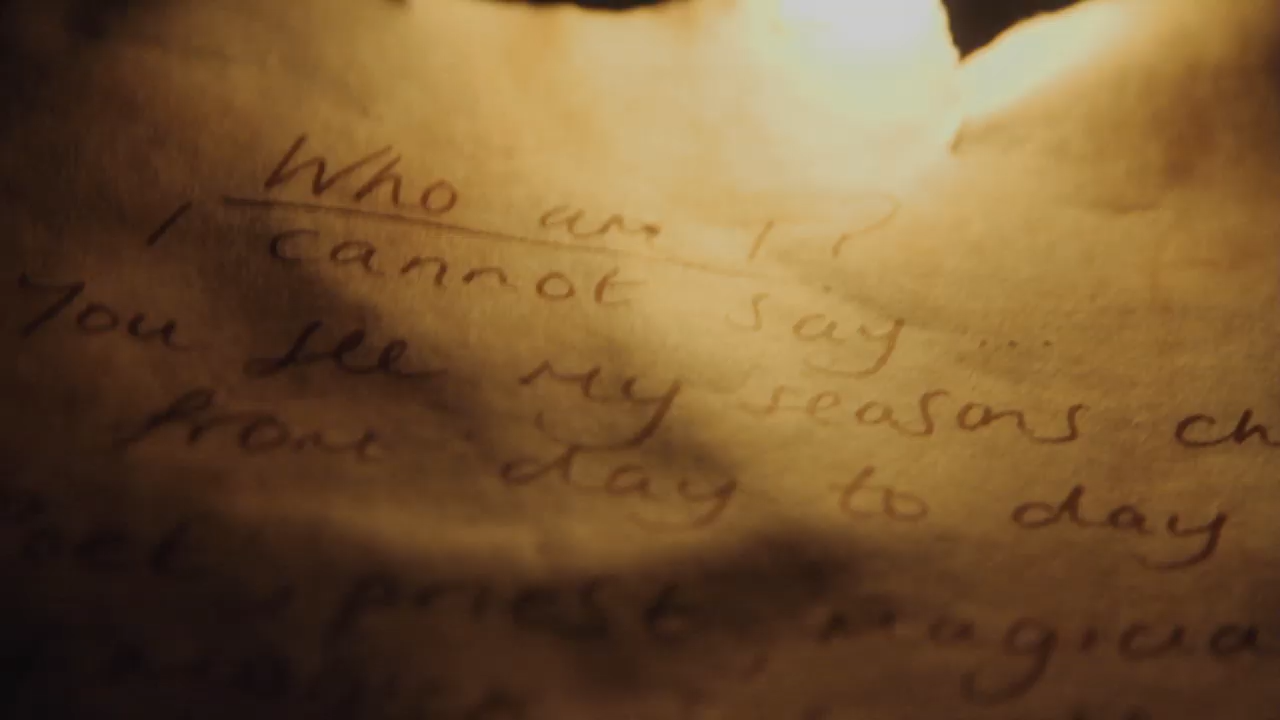 Who am I?
I cannot say ...
You see my seasons ch
From day to day
priest, magicia